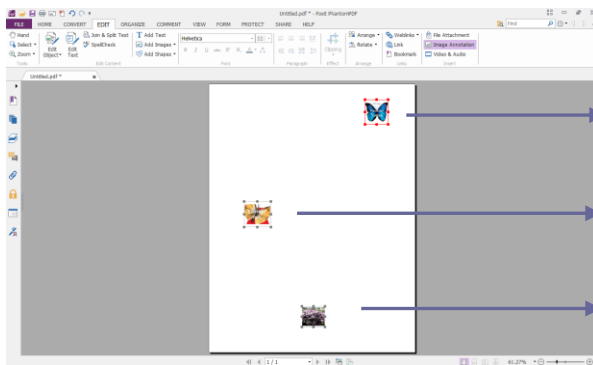 Untitled.pdf * - Foxit PhantomPDF
FILE HOME CONVERT EDIT ORGANIZE COMMENT VIEW FORM PROTECT SHARE HELP Find
Hand Join & Split Text Add Text Helvetica Arrange Weblinks File Attachment
Select Edit Object Edit Text SpellCheck Add Images Clipping Rotate Link Image Annotation
Zoom Add Shapes Bookmark Video & Audio
Tools Edit Content Font Paragraph Effect Arrange Links Insert
Untitled.pdf *
1 / 1 61.27%